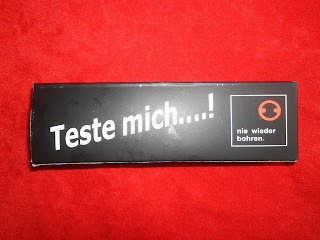 Teste mich....!
nie wieder
bohren.